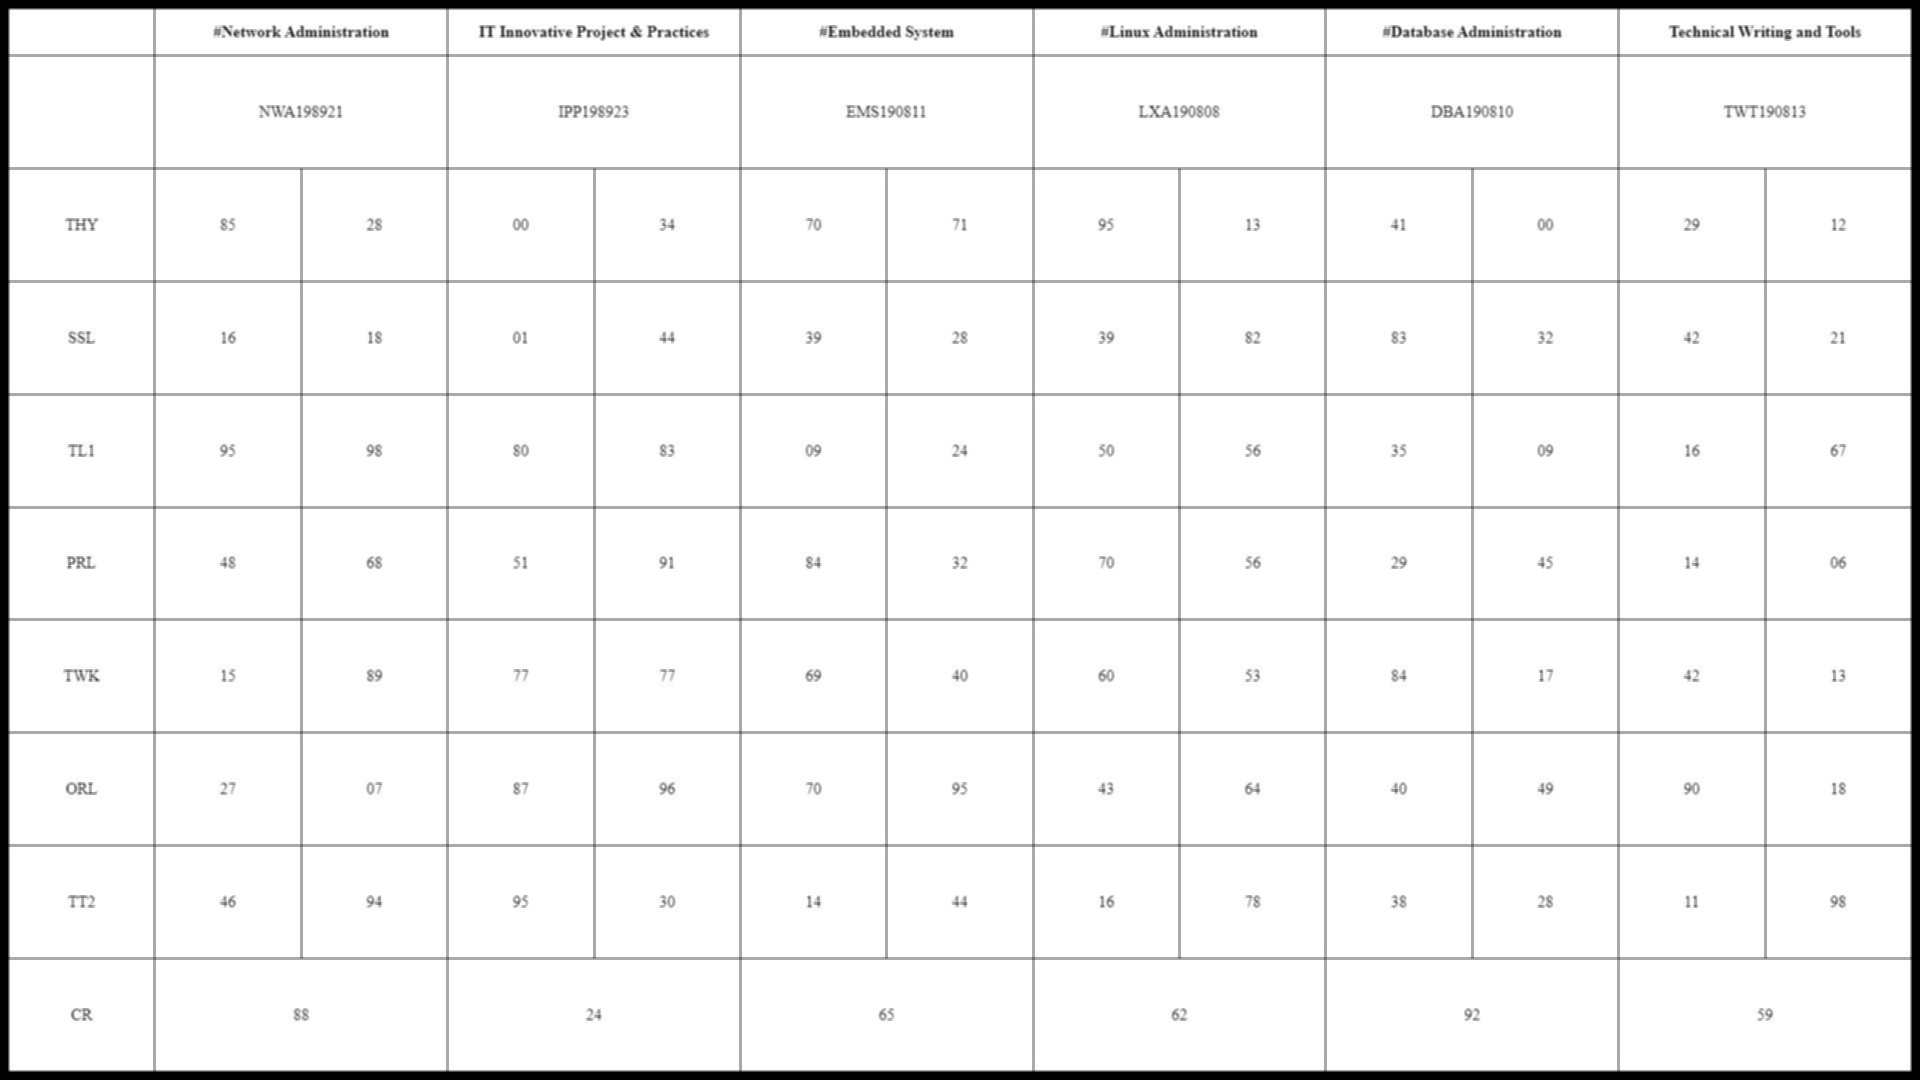 #Network Administration IT Innovative Project & Practices #Embedded System #Linux Administration #Database Administration Technical Writing and Tools
NWA198921 IPP198923 EMS190811 LXA190808 DBA190810 TWT190813
THY 85 28 00 34 70 71 95 13 41 00 29 12
SSL 16 18 01 44 39 28 39 82 83 32 42 21
TL1 95 98 80 83 09 24 50 56 35 09 16 67
PRL 48 68 51 91 84 32 70 56 29 45 14 06
TWK 15 89 77 77 69 40 60 53 84 17 42 13
ORL 27 07 87 96 70 95 43 64 40 49 90 18
TT2 46 94 95 30 14 44 16 78 38 28 11 98
CR 88 24 65 62 92 59